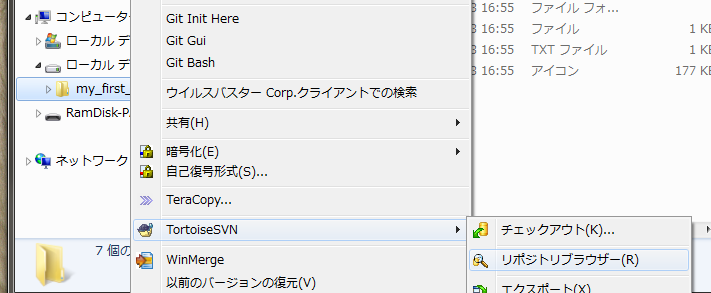 コンピューター
ローカル デ
ローカル デ
my_first_
RamDisk-P
ネットワーク
7 個の
Git Init Here
Git Gui
Git Bash
ウイルスバスター Corp.クライアントでの検索
共有(H)
暗号化(E)
自己復号形式(S)...
TeraCopy...
TortoiseSVN
WinMerge
以前のバージョンの復元(V)
チェックアウト(K)...
リポジトリブラウザー(R)
エクスポート(X)
16:55 ファイル フォ...
16:55 ファイル 1 K
16:55 TXT ファイル 1 K
16:55 アイコン 177 K